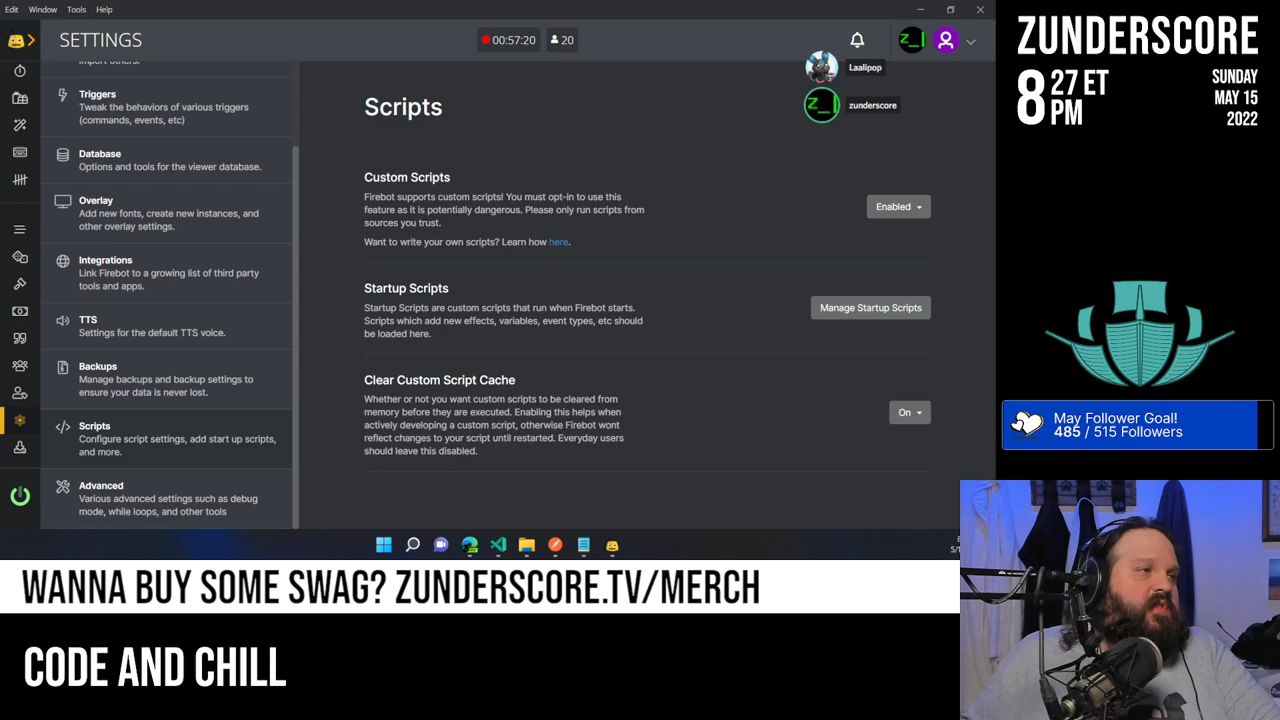 Edit Window Tools Help
SETTINGS
00:57:20
20
Laalipop
z_|
zunderscore
import others.
Triggers
Tweak the behaviors of various triggers
(commands, events, etc)
Database
Options and tools for the viewer database.
Overlay
Add new fonts, create new instances, and
other overlay settings.
Integrations
Link Firebot to a growing list of third party
tools and apps.
TTS
Settings for the default TTS voice.
Backups
Manage backups and backup settings to
ensure your data is never lost.
Scripts
Configure script settings, add start up scripts,
and more.
Advanced
Various advanced settings such as debug
mode, while loops, and other tools
Scripts
Custom Scripts
Firebot supports custom scripts! You must opt-in to use this
feature as it is potentially dangerous. Please only run scripts from
sources you trust.
Want to write your own scripts? Learn how here.
Enabled
Startup Scripts
Startup Scripts are custom scripts that run when Firebot starts.
Scripts which add new effects, variables, event types, etc should
be loaded here.
Manage Startup Scripts
Clear Custom Script Cache
Whether or not you want custom scripts to be cleared from
memory before they are executed. Enabling this helps when
actively developing a custom script, otherwise Firebot wont
reflect changes to your script until restarted. Everyday users
should leave this disabled.
On
ZUNDERSCORE
8 27 ET PM
SUNDAY
MAY 15
2022
May Follower Goal!
485 / 515 Followers
WANNA BUY SOME SWAG? ZUNDERSCORE.TV/MERCH
CODE AND CHILL